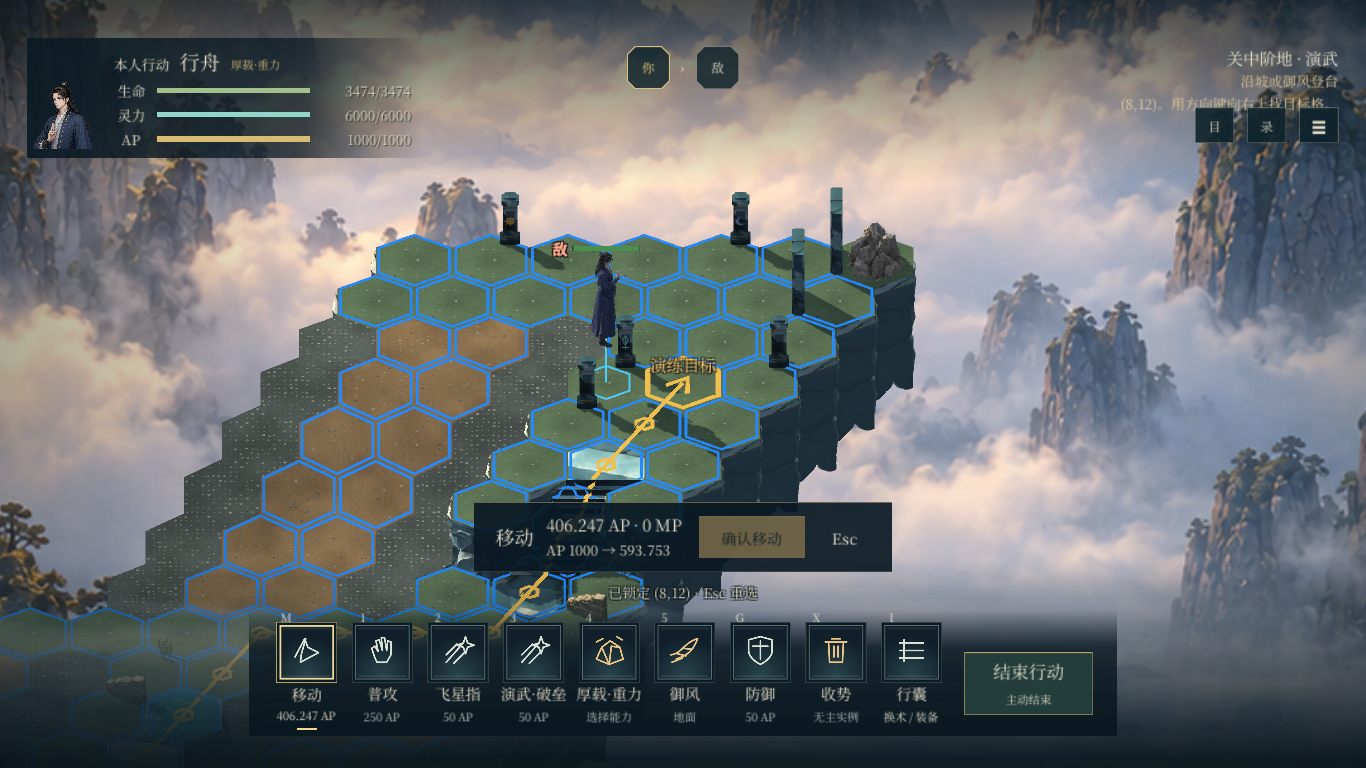 本人行动 行舟 厚载·重力
生命 3474/3474
灵力 6000/6000
AP 1000/1000
你 › 敌
关中阶地 · 演武
沿坡或御风登台
(8,12)。用方向键向右上找目标格。
目 录
敌
演练目标
移动 406.247 AP · 0 MP
AP 1000 → 593.753
确认移动 Esc
已锁定 (8,12) · Esc 重选
M 1 2 3 4 5 G X I
移动 普攻 飞星指 演武·破垒 厚载·重力 御风 防御 收势 行囊
406.247 AP 250 AP 50 AP 50 AP 选择能力 地面 50 AP 无主实例 换术 / 装备
结束行动
主动结束